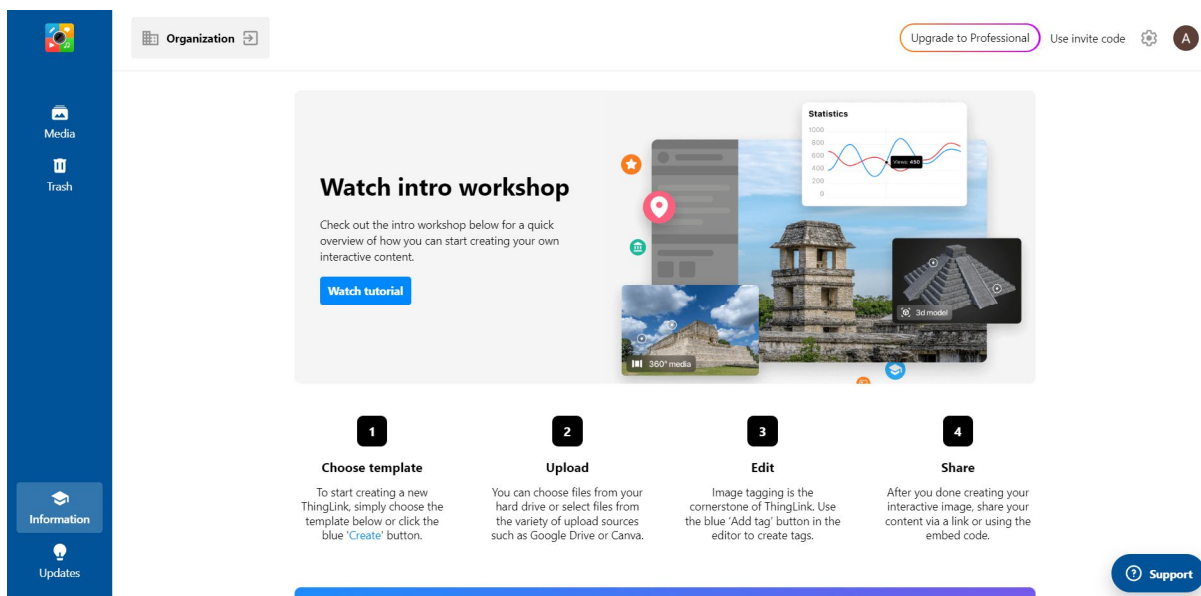 Organization
Upgrade to Professional
Use invite code
A
Media
Trash
Information
Updates
Watch intro workshop
Check out the intro workshop below for a quick
overview of how you can start creating your own
interactive content.
Watch tutorial
Statistics
1000
800
600
400
200
0
Views: 450
3d model
360° media
1
Choose template
To start creating a new
ThingLink, simply choose the
template below or click the
blue 'Create' button.
2
Upload
You can choose files from your
hard drive or select files from
the variety of upload sources
such as Google Drive or Canva.
3
Edit
Image tagging is the
cornerstone of ThingLink. Use
the blue 'Add tag' button in the
editor to create tags.
4
Share
After you done creating your
interactive image, share your
content via a link or using the
embed code.
Support